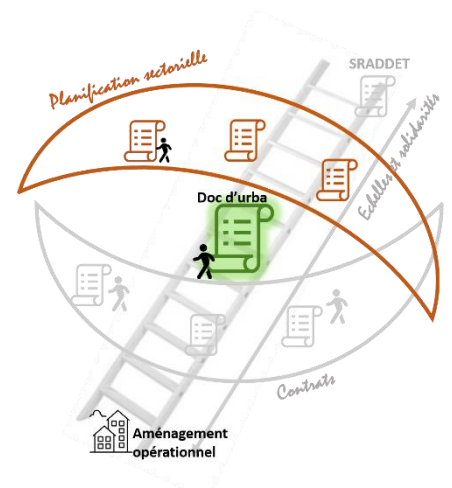 SRADDET
Planification sectorielle
Echelles et solidarités
Doc d'urba
Contrats
Aménagement
opérationnel